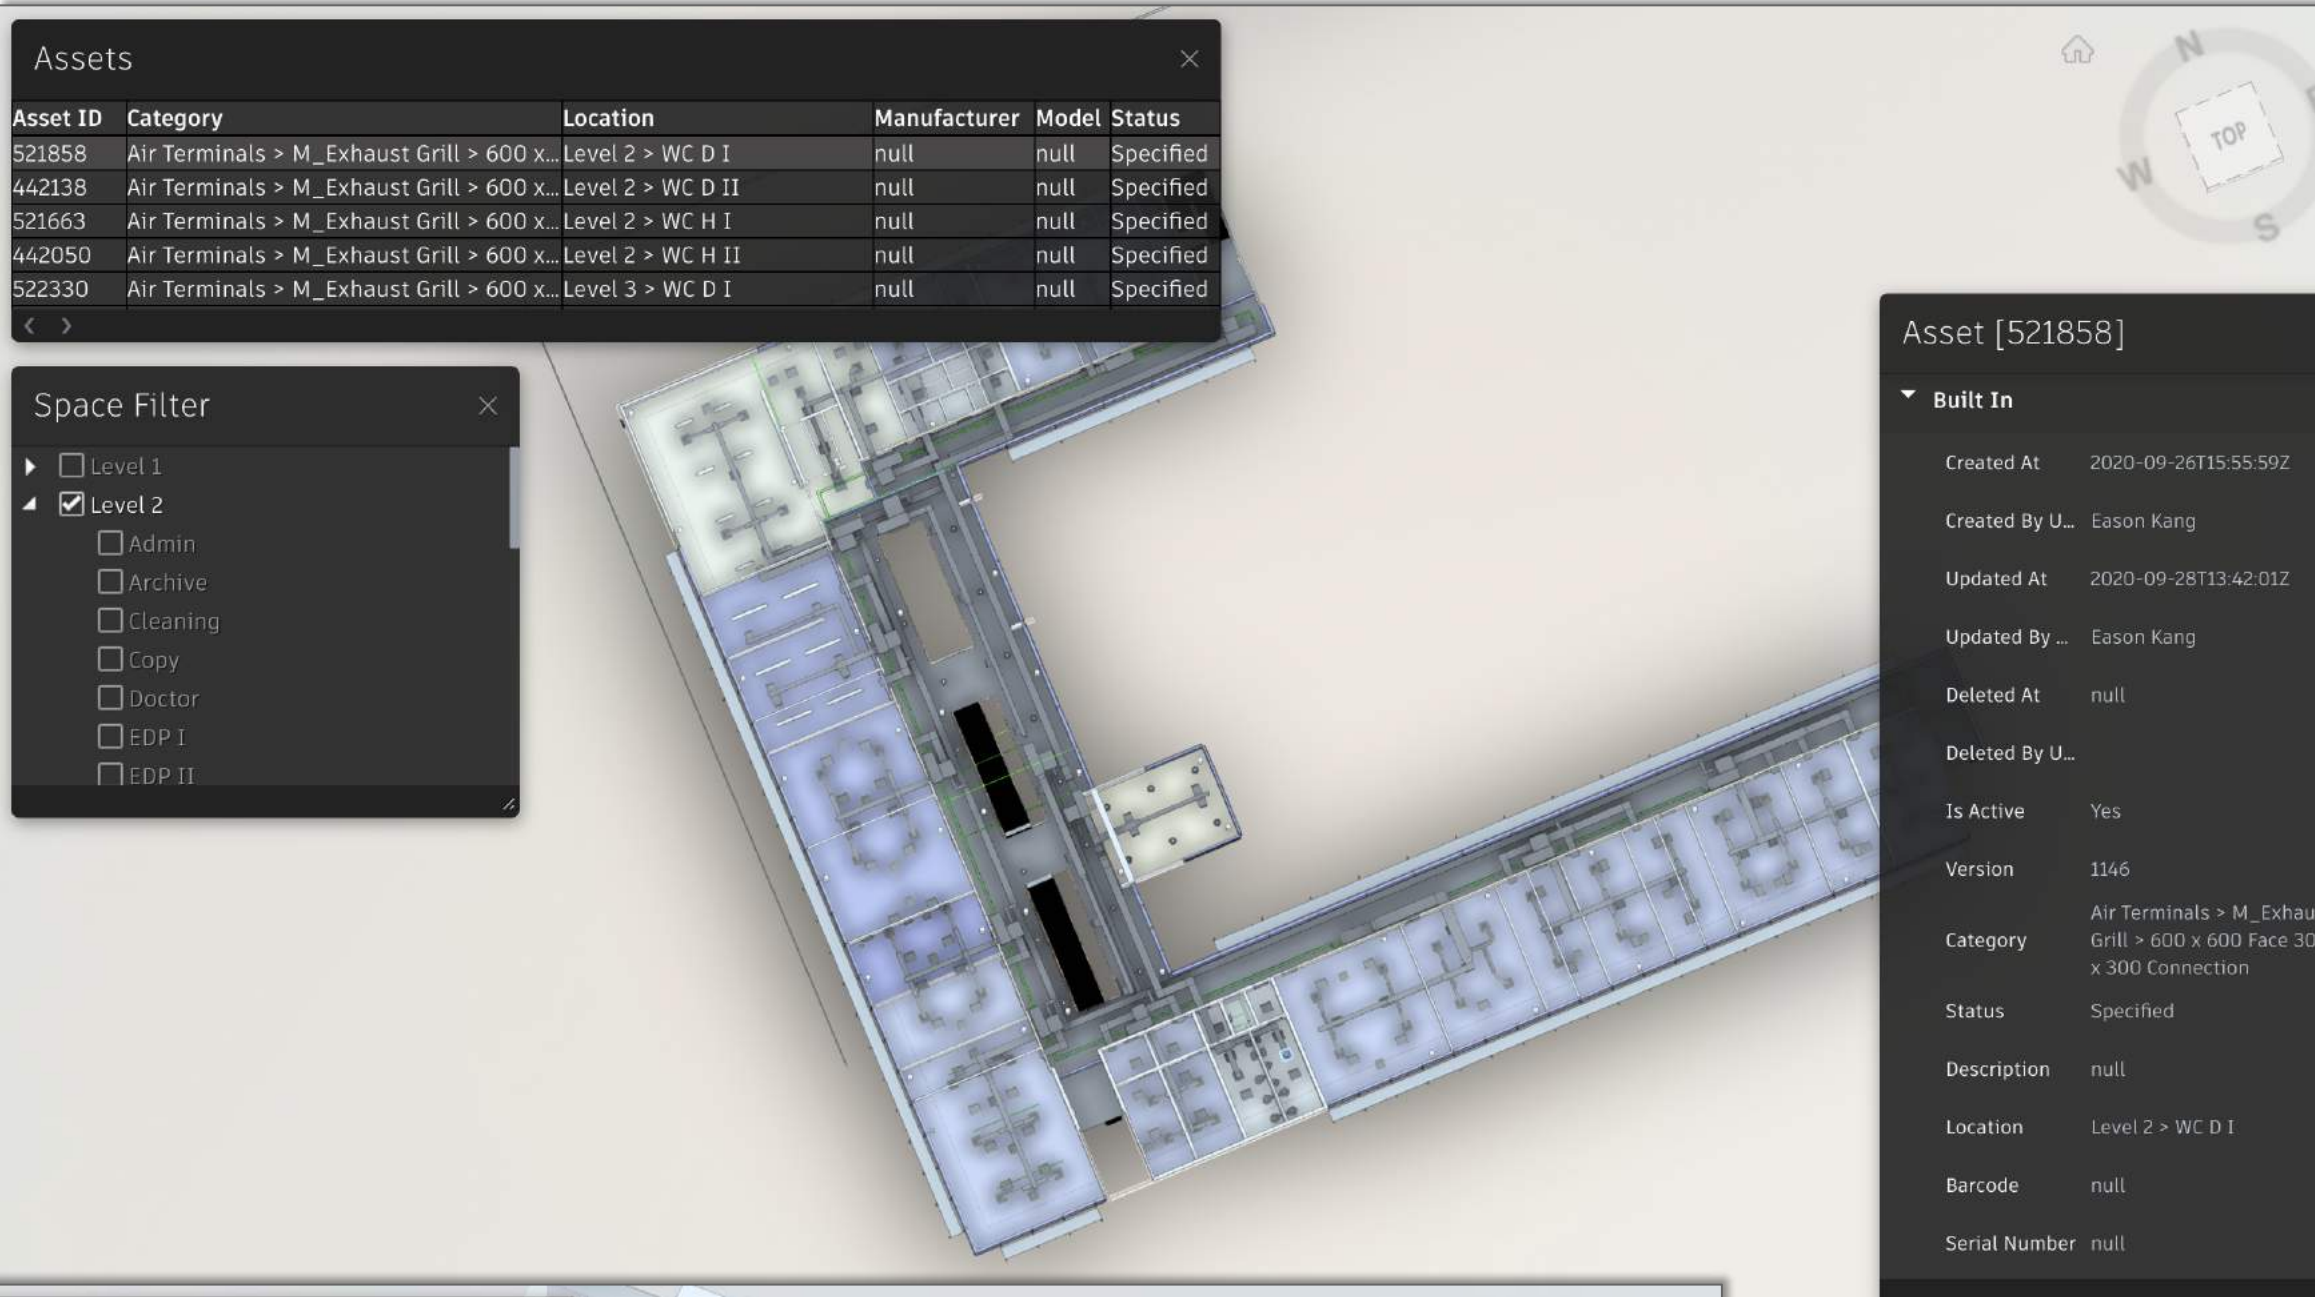 Assets
Asset ID Category Location Manufacturer Model Status
521858 Air Terminals > M_Exhaust Grill > 600 x... Level 2 > WC D I null null Specified
442138 Air Terminals > M_Exhaust Grill > 600 x... Level 2 > WC D II null null Specified
521663 Air Terminals > M_Exhaust Grill > 600 x... Level 2 > WC H I null null Specified
442050 Air Terminals > M_Exhaust Grill > 600 x... Level 2 > WC H II null null Specified
522330 Air Terminals > M_Exhaust Grill > 600 x... Level 3 > WC D I null null Specified
Space Filter
Level 1
Level 2
Admin
Archive
Cleaning
Copy
Doctor
EDP I
EDP II
N
TOP
W
S
Asset [521858]
Built In
Created At 2020-09-26T15:55:59Z
Created By U... Eason Kang
Updated At 2020-09-28T13:42:01Z
Updated By ... Eason Kang
Deleted At null
Deleted By U...
Is Active Yes
Version 1146
Category Air Terminals > M_Exhau
Grill > 600 x 600 Face 30
x 300 Connection
Status Specified
Description null
Location Level 2 > WC D I
Barcode null
Serial Number null